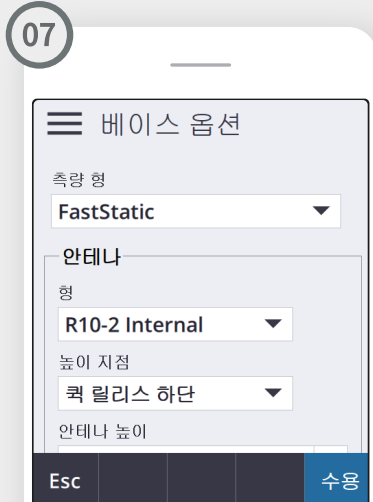 07
베이스 옵션
측량 형
FastStatic
안테나
형
R10-2 Internal
높이 지점
퀵 릴리스 하단
안테나 높이
Esc
수용